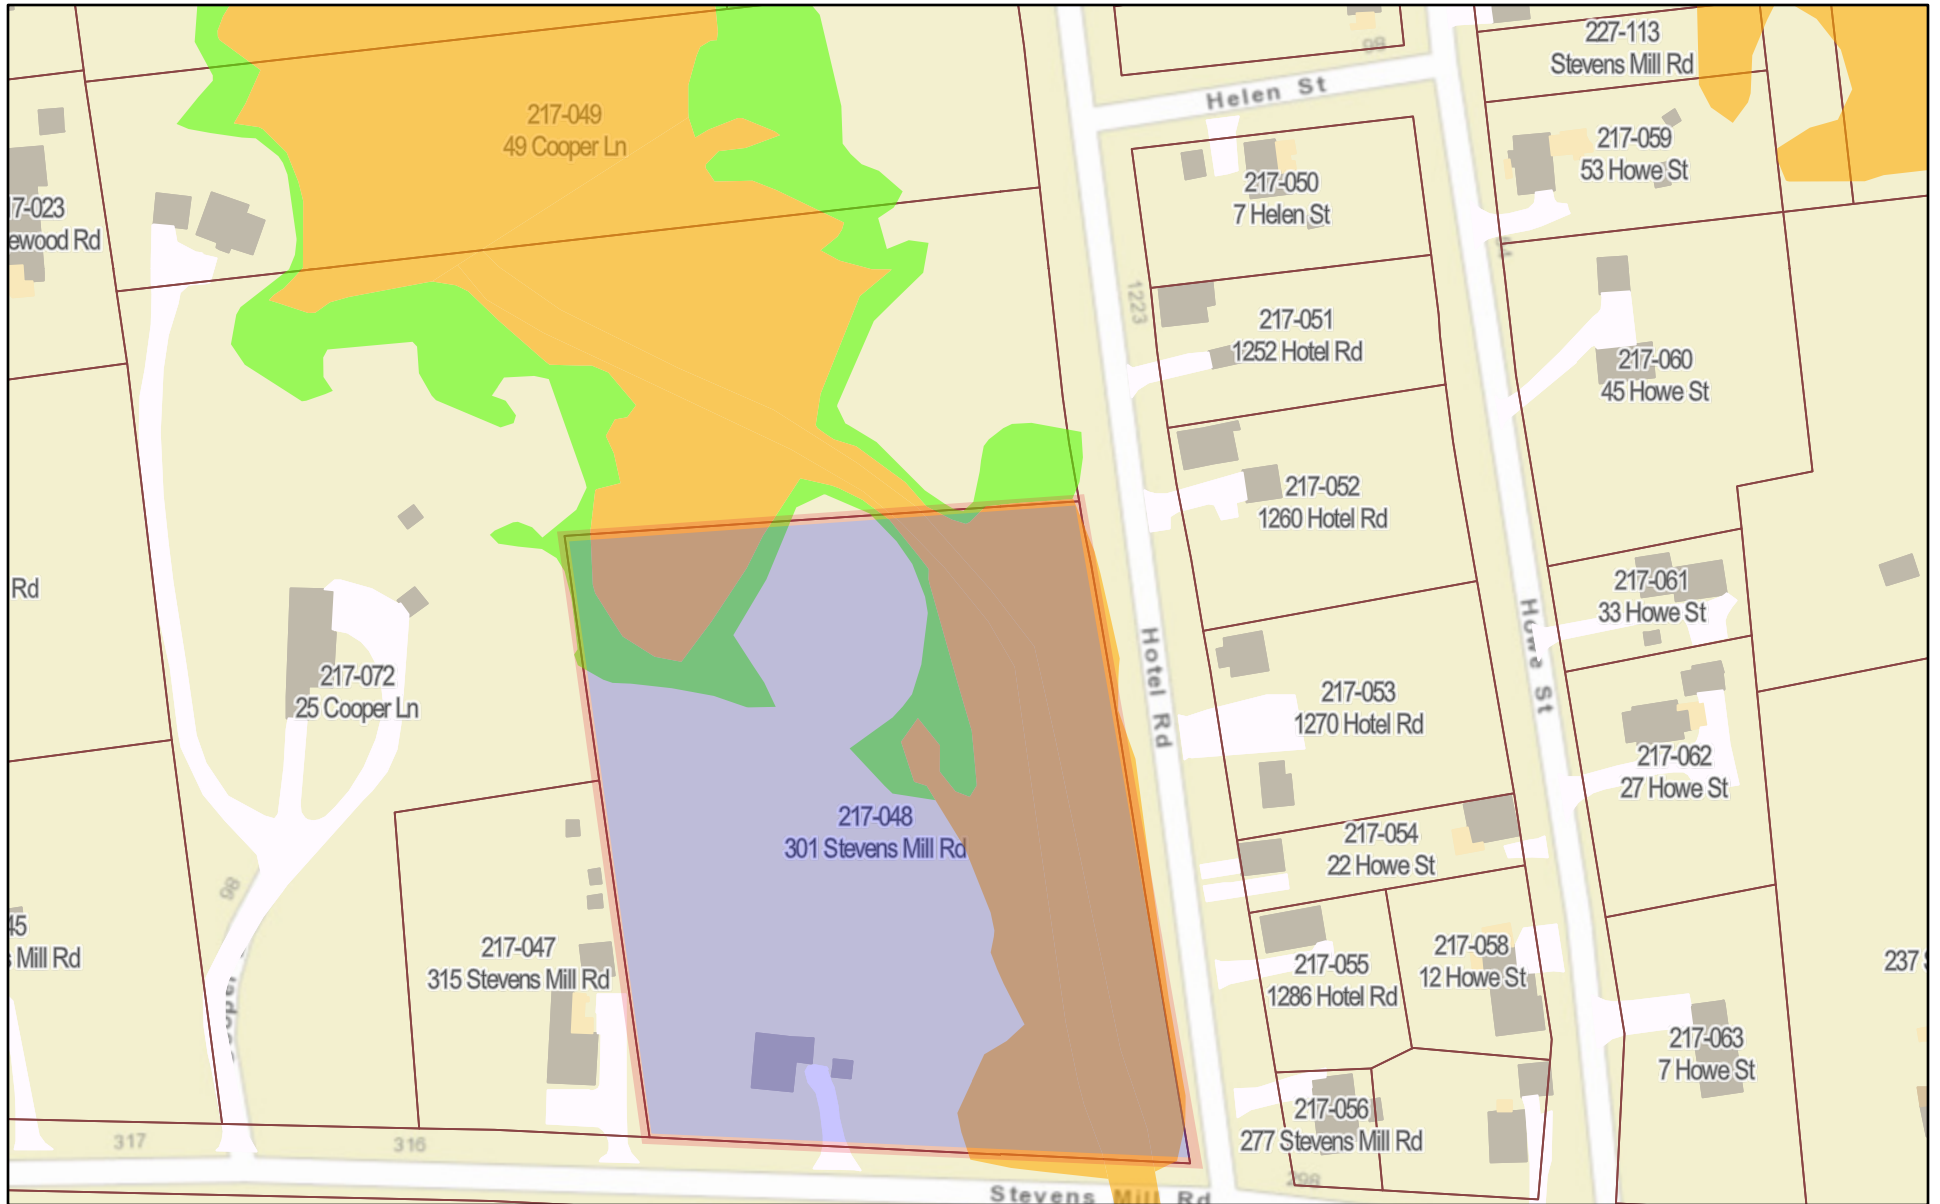 227-113
Stevens Mill Rd
98
Helen St
217-049
49 Cooper Ln
217-059
53 Howe St
217-050
7 Helen St
7-023
ewood Rd
1223
217-051
1252 Hotel Rd
217-060
45 Howe St
217-052
1260 Hotel Rd
Rd
217-061
33 Howe St
Howe St
Hotel Rd
217-072
25 Cooper Ln
217-053
1270 Hotel Rd
217-062
27 Howe St
217-048
301 Stevens Mill Rd
217-054
22 Howe St
98
45
Mill Rd
217-047
315 Stevens Mill Rd
217-055
1286 Hotel Rd
217-058
12 Howe St
237
217-063
7 Howe St
217-056
277 Stevens Mill Rd
317
316
298
Stevens Mill Rd